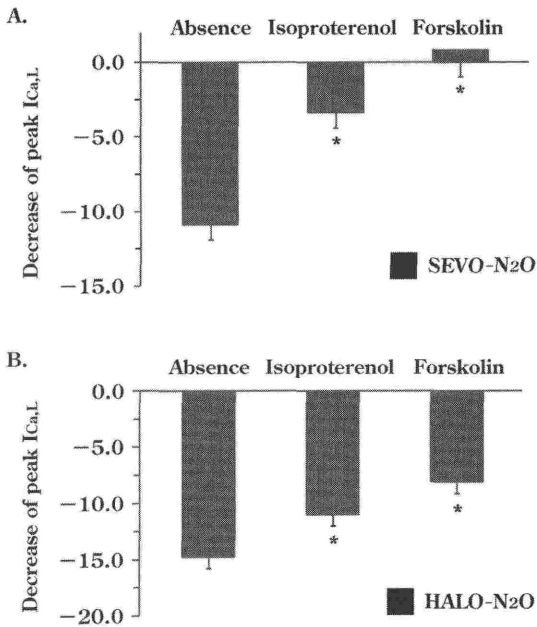 A.
Absence Isoproterenol Forskolin
0.0
−5.0
−10.0
−15.0
Decrease of peak ICa,L
*
*
SEVO-N2O
B.
Absence Isoproterenol Forskolin
0.0
−5.0
−10.0
−15.0
−20.0
Decrease of peak ICa,L
*
*
HALO-N2O